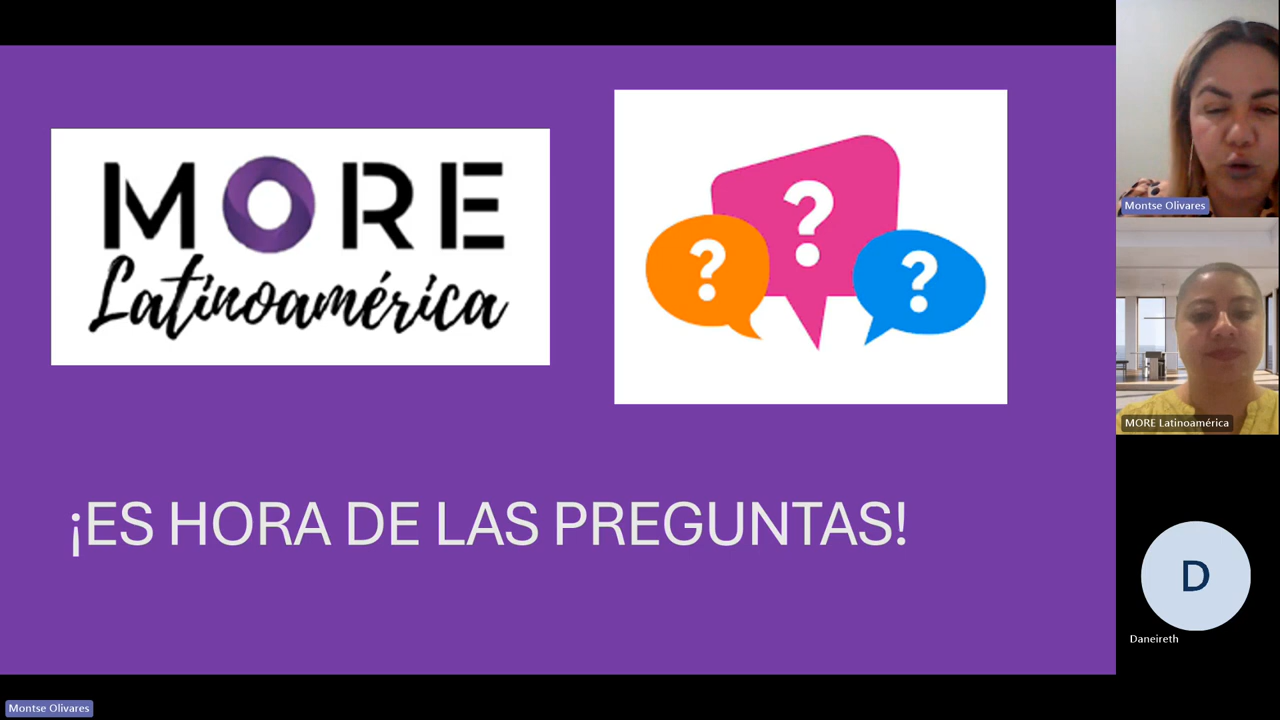 MORE
Latinoamérica
? ? ?
¡ES HORA DE LAS PREGUNTAS!
Montse Olivares
MORE Latinoamérica
D
Daneireth
Montse Olivares